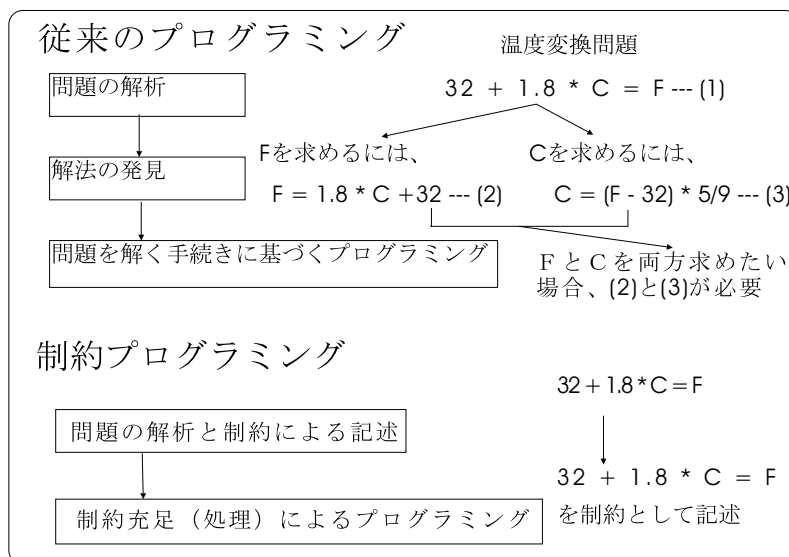 従来のプログラミング
温度変換問題
問題の解析
32 + 1.8 * C = F --- (1)
Fを求めるには、
Cを求めるには、
解法の発見
F = 1.8 * C +32 --- (2)
C = (F - 32) * 5/9 --- (3)
問題を解く手続きに基づくプログラミング
FとCを両方求めたい
場合、(2)と(3)が必要
制約プログラミング
32+1.8*C=F
問題の解析と制約による記述
32 + 1.8 * C = F
を制約として記述
制約充足（処理）によるプログラミング